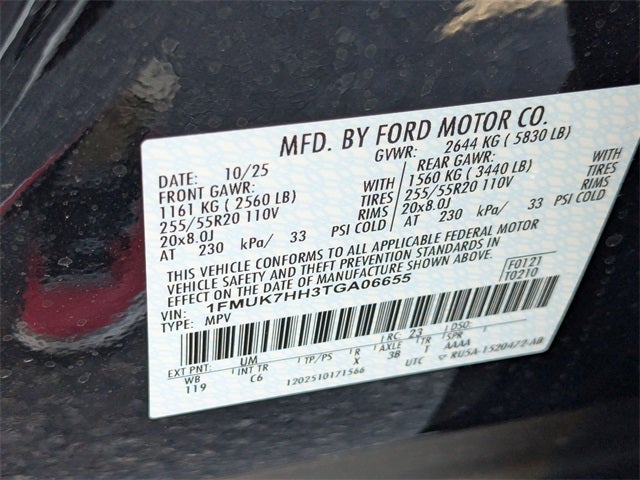 MFD. BY FORD MOTOR CO.
DATE: 10/25 GVWR: 2644 KG ( 5830 LB)
FRONT GAWR: REAR GAWR:
1161 KG ( 2560 LB) WITH 1560 KG ( 3440 LB) WITH
255/55R20 110V TIRES 255/55R20 110V TIRES
20x8.0J RIMS 20x8.0J RIMS
AT 230 kPa/ 33 PSI COLD AT 230 kPa/ 33 PSI COLD
THIS VEHICLE CONFORMS TO ALL APPLICABLE FEDERAL MOTOR
VEHICLE SAFETY AND THEFT PREVENTION STANDARDS IN
EFFECT ON THE DATE OF MANUFACTURE SHOWN ABOVE.
VIN: 1FMUK7HH3TGA06655 F0121
TYPE: MPV T0210
EXT PNT: UM RC: 23 DSO:
WB INT TR TP/PS R AXLE TR SPR
119 C6 X 3B T AAAA
1202510171566 UTC RU5A-1520472-AB